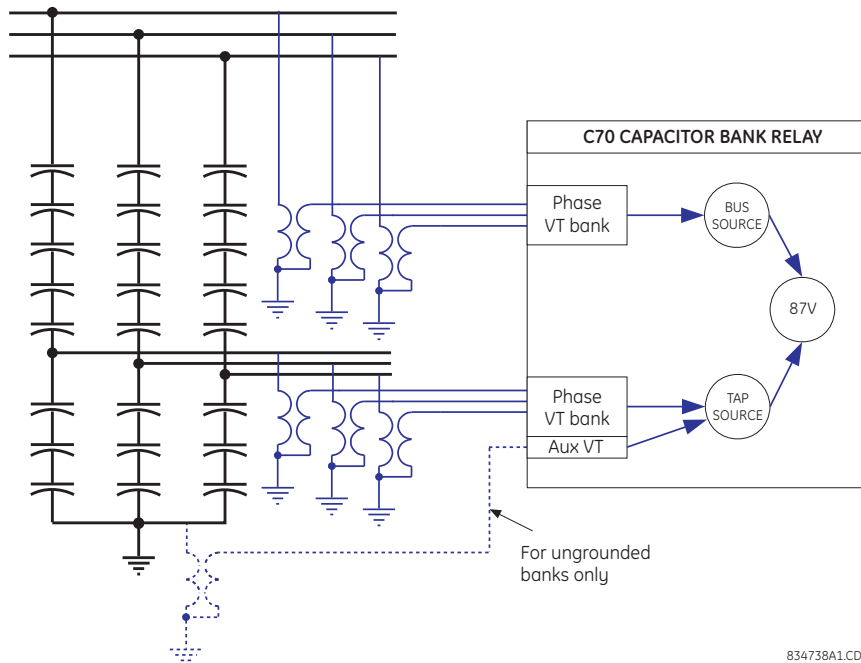 C70 CAPACITOR BANK RELAY
Phase
VT bank
BUS
SOURCE
87V
Phase
VT bank
Aux VT
TAP
SOURCE
For ungrounded
banks only
834738A1.CD